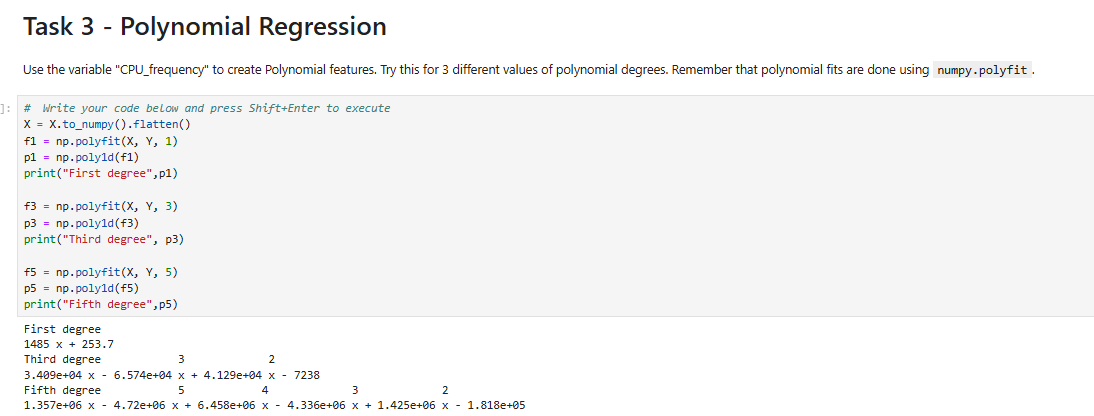 Task 3 - Polynomial Regression
Use the variable "CPU_frequency" to create Polynomial features. Try this for 3 different values of polynomial degrees. Remember that polynomial fits are done using numpy.polyfit .
]: # Write your code below and press Shift+Enter to execute
X = X.to_numpy().flatten()
f1 = np.polyfit(X, Y, 1)
p1 = np.poly1d(f1)
print("First degree",p1)
f3 = np.polyfit(X, Y, 3)
p3 = np.poly1d(f3)
print("Third degree", p3)
f5 = np.polyfit(X, Y, 5)
p5 = np.poly1d(f5)
print("Fifth degree",p5)
First degree
1485 x + 253.7
Third degree            3             2
3.409e+04 x - 6.574e+04 x + 4.129e+04 x - 7238
Fifth degree            5            4             3             2
1.357e+06 x - 4.72e+06 x + 6.458e+06 x - 4.336e+06 x + 1.425e+06 x - 1.818e+05